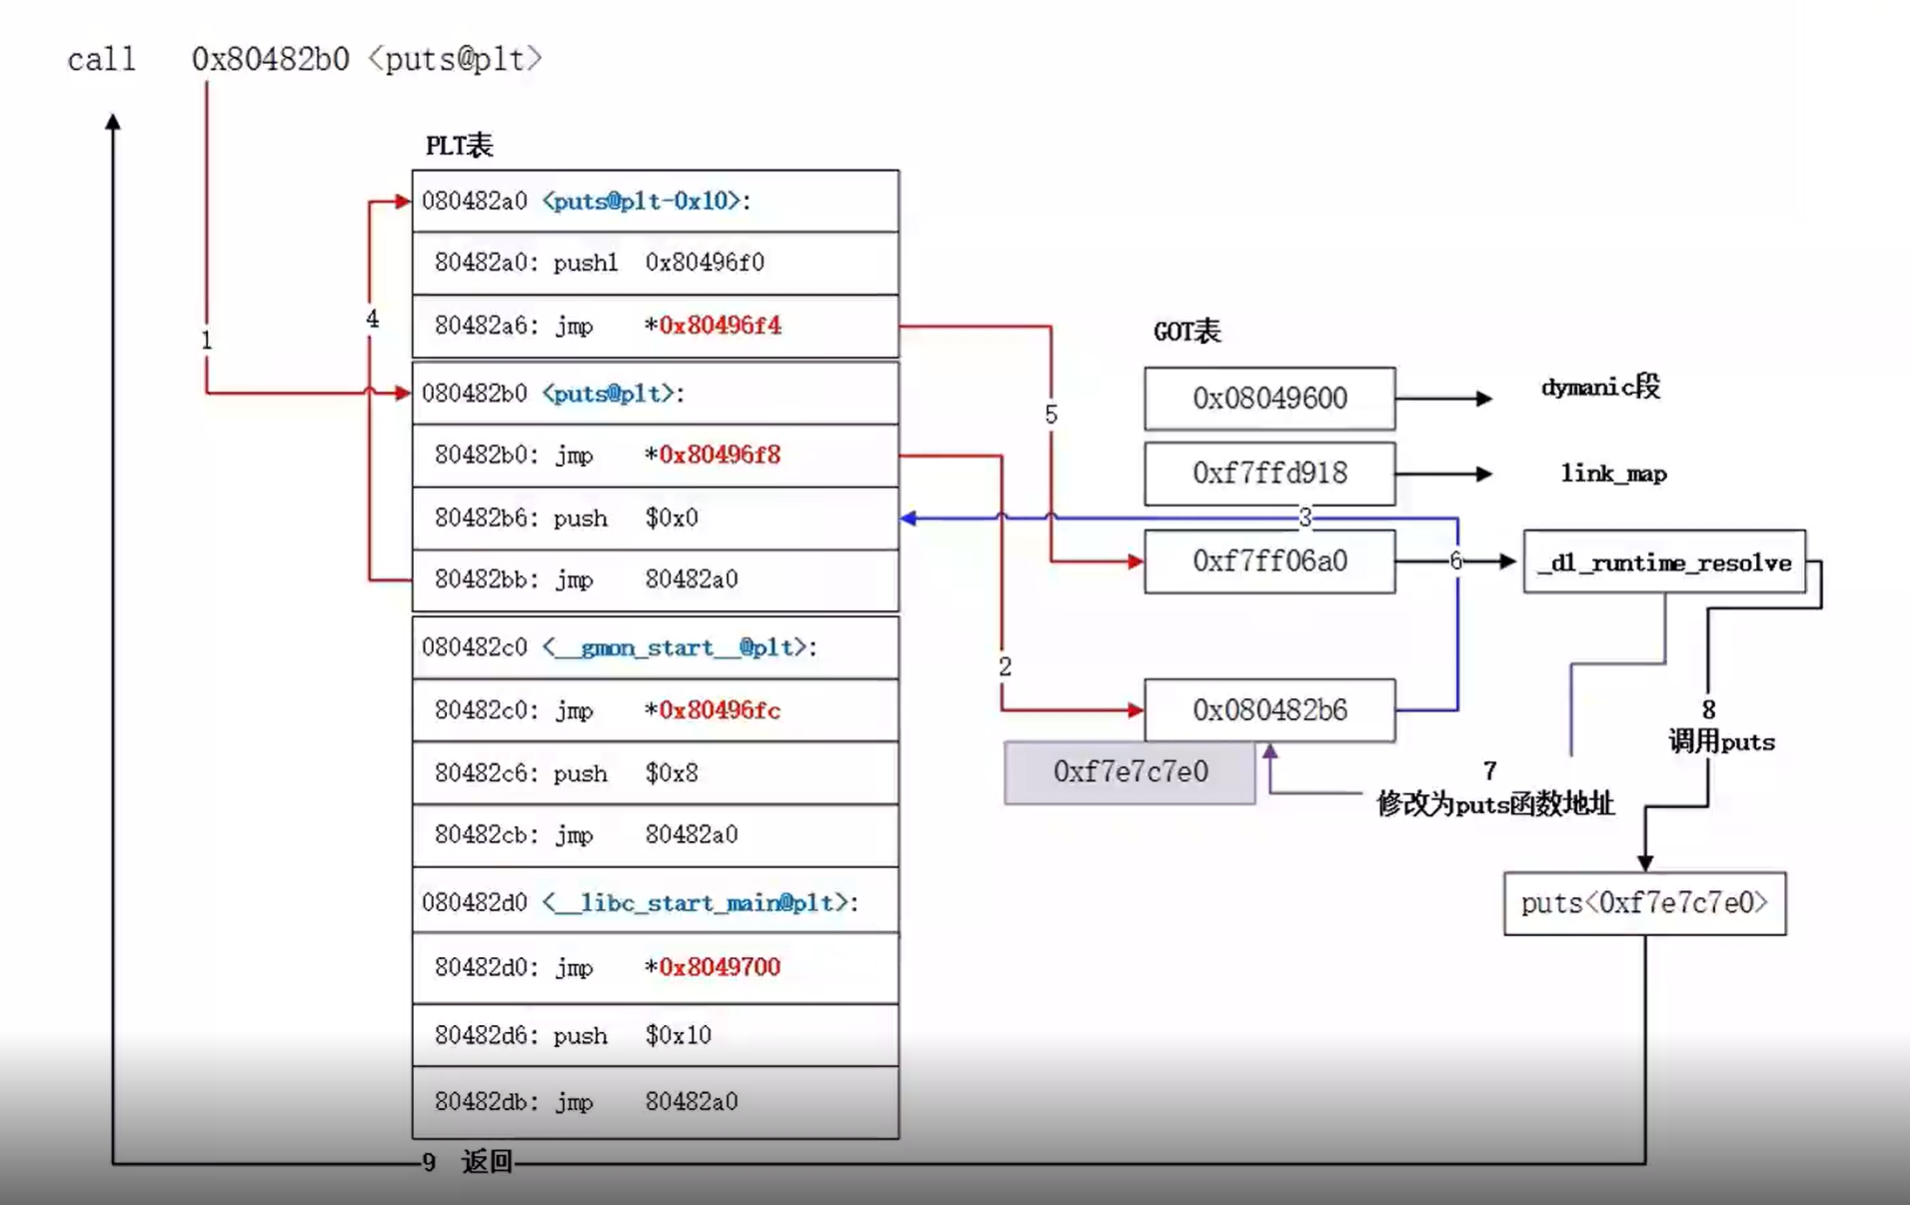 call 0x80482b0 <puts@plt>
PLT表
080482a0 <puts@plt-0x10>:
80482a0: pushl 0x80496f0
80482a6: jmp *0x80496f4
080482b0 <puts@plt>:
80482b0: jmp *0x80496f8
80482b6: push $0x0
80482bb: jmp 80482a0
080482c0 <__gmon_start__@plt>:
80482c0: jmp *0x80496fc
80482c6: push $0x8
80482cb: jmp 80482a0
080482d0 <__libc_start_main@plt>:
80482d0: jmp *0x8049700
80482d6: push $0x10
80482db: jmp 80482a0
1
4
5
2
GOT表
0x08049600
dymanic段
0xf7ffd918
link_map
3
0xf7ff06a0
6
_dl_runtime_resolve
0x080482b6
0xf7e7c7e0
7
修改为puts函数地址
8
调用puts
puts<0xf7e7c7e0>
9 返回